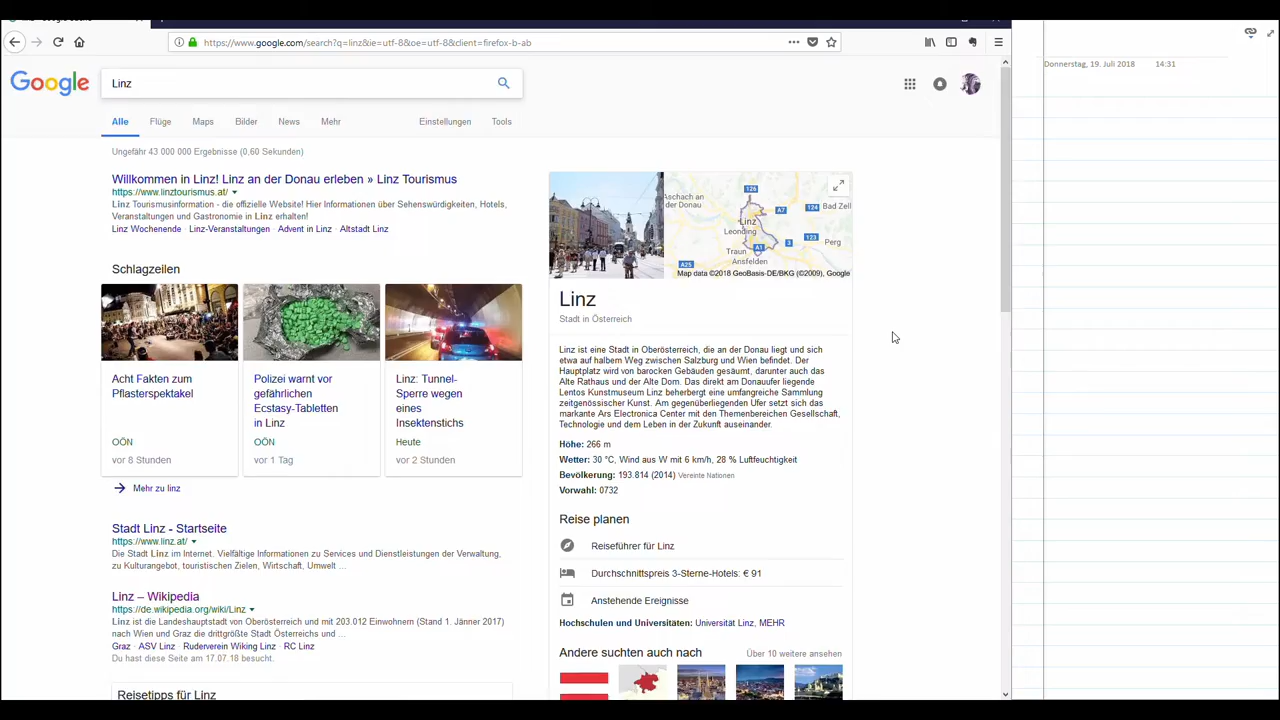 https://www.google.com/search?q=linz&ie=utf-8&oe=utf-8&client=firefox-b-ab
Donnerstag, 19. Juli 2018 14:31
Google
Linz
Alle Flüge Maps Bilder News Mehr Einstellungen Tools
Ungefähr 43 000 000 Ergebnisse (0,60 Sekunden)
Willkommen in Linz! Linz an der Donau erleben » Linz Tourismus
https://www.linztourismus.at/
Linz Tourismusinformation - die offizielle Website! Hier Informationen über Sehenswürdigkeiten, Hotels,
Veranstaltungen und Gastronomie in Linz erhalten!
Linz Wochenende · Linz-Veranstaltungen · Advent in Linz · Altstadt Linz
Schlagzeilen
Acht Fakten zum
Pflasterspektakel
OÖN
vor 8 Stunden
Polizei warnt vor
gefährlichen
Ecstasy-Tabletten
in Linz
OÖN
vor 1 Tag
Linz: Tunnel-
Sperre wegen
eines
Insektenstichs
Heute
vor 2 Stunden
Mehr zu linz
Stadt Linz - Startseite
https://www.linz.at/
Die Stadt Linz im Internet. Vielfältige Informationen zu Services und Dienstleistungen der Verwaltung,
zu Kulturangebot, touristischen Zielen, Wirtschaft, Umwelt ...
Linz – Wikipedia
https://de.wikipedia.org/wiki/Linz
Linz ist die Landeshauptstadt von Oberösterreich und mit 203.012 Einwohnern (Stand 1. Jänner 2017)
nach Wien und Graz die drittgrößte Stadt Österreichs und ...
Graz · ASV Linz · Ruderverein Wiking Linz · RC Linz
Du hast diese Seite am 17.07.18 besucht.
Reisetipps für Linz
Aschach an
der Donau
126
A7
124
Bad Zell
Linz
Leonding
123
3
Perg
Traun
A1
Ansfelden
A25
Map data ©2018 GeoBasis-DE/BKG (©2009), Google
Linz
Stadt in Österreich
Linz ist eine Stadt in Oberösterreich, die an der Donau liegt und sich
etwa auf halbem Weg zwischen Salzburg und Wien befindet. Der
Hauptplatz wird von barocken Gebäuden gesäumt, darunter auch das
Alte Rathaus und der Alte Dom. Das direkt am Donauufer liegende
Lentos Kunstmuseum Linz beherbergt eine umfangreiche Sammlung
zeitgenössischer Kunst. Am gegenüberliegenden Ufer setzt sich das
markante Ars Electronica Center mit den Themenbereichen Gesellschaft,
Technologie und dem Leben in der Zukunft auseinander.
Höhe: 266 m
Wetter: 30 °C, Wind aus W mit 6 km/h, 28 % Luftfeuchtigkeit
Bevölkerung: 193.814 (2014) Vereinte Nationen
Vorwahl: 0732
Reise planen
Reiseführer für Linz
Durchschnittspreis 3-Sterne-Hotels: € 91
Anstehende Ereignisse
Hochschulen und Universitäten: Universität Linz, MEHR
Andere suchten auch nach Über 10 weitere ansehen